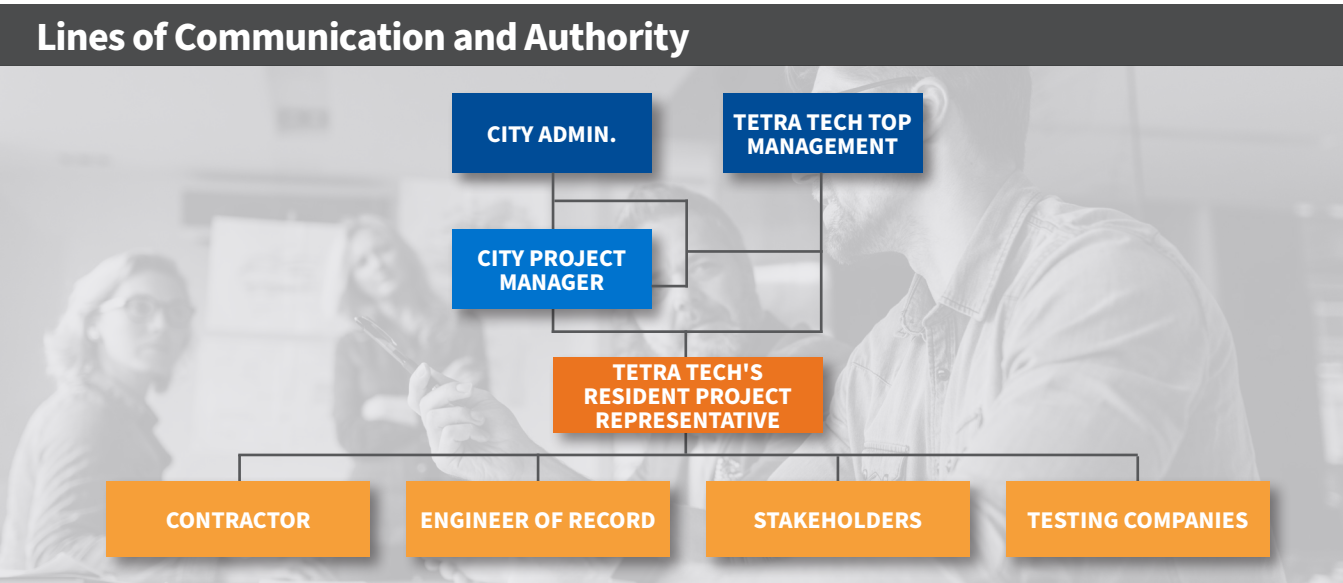 Lines of Communication and Authority
CITY ADMIN.
TETRA TECH TOP
MANAGEMENT
CITY PROJECT
MANAGER
TETRA TECH'S
RESIDENT PROJECT
REPRESENTATIVE
CONTRACTOR
ENGINEER OF RECORD
STAKEHOLDERS
TESTING COMPANIES